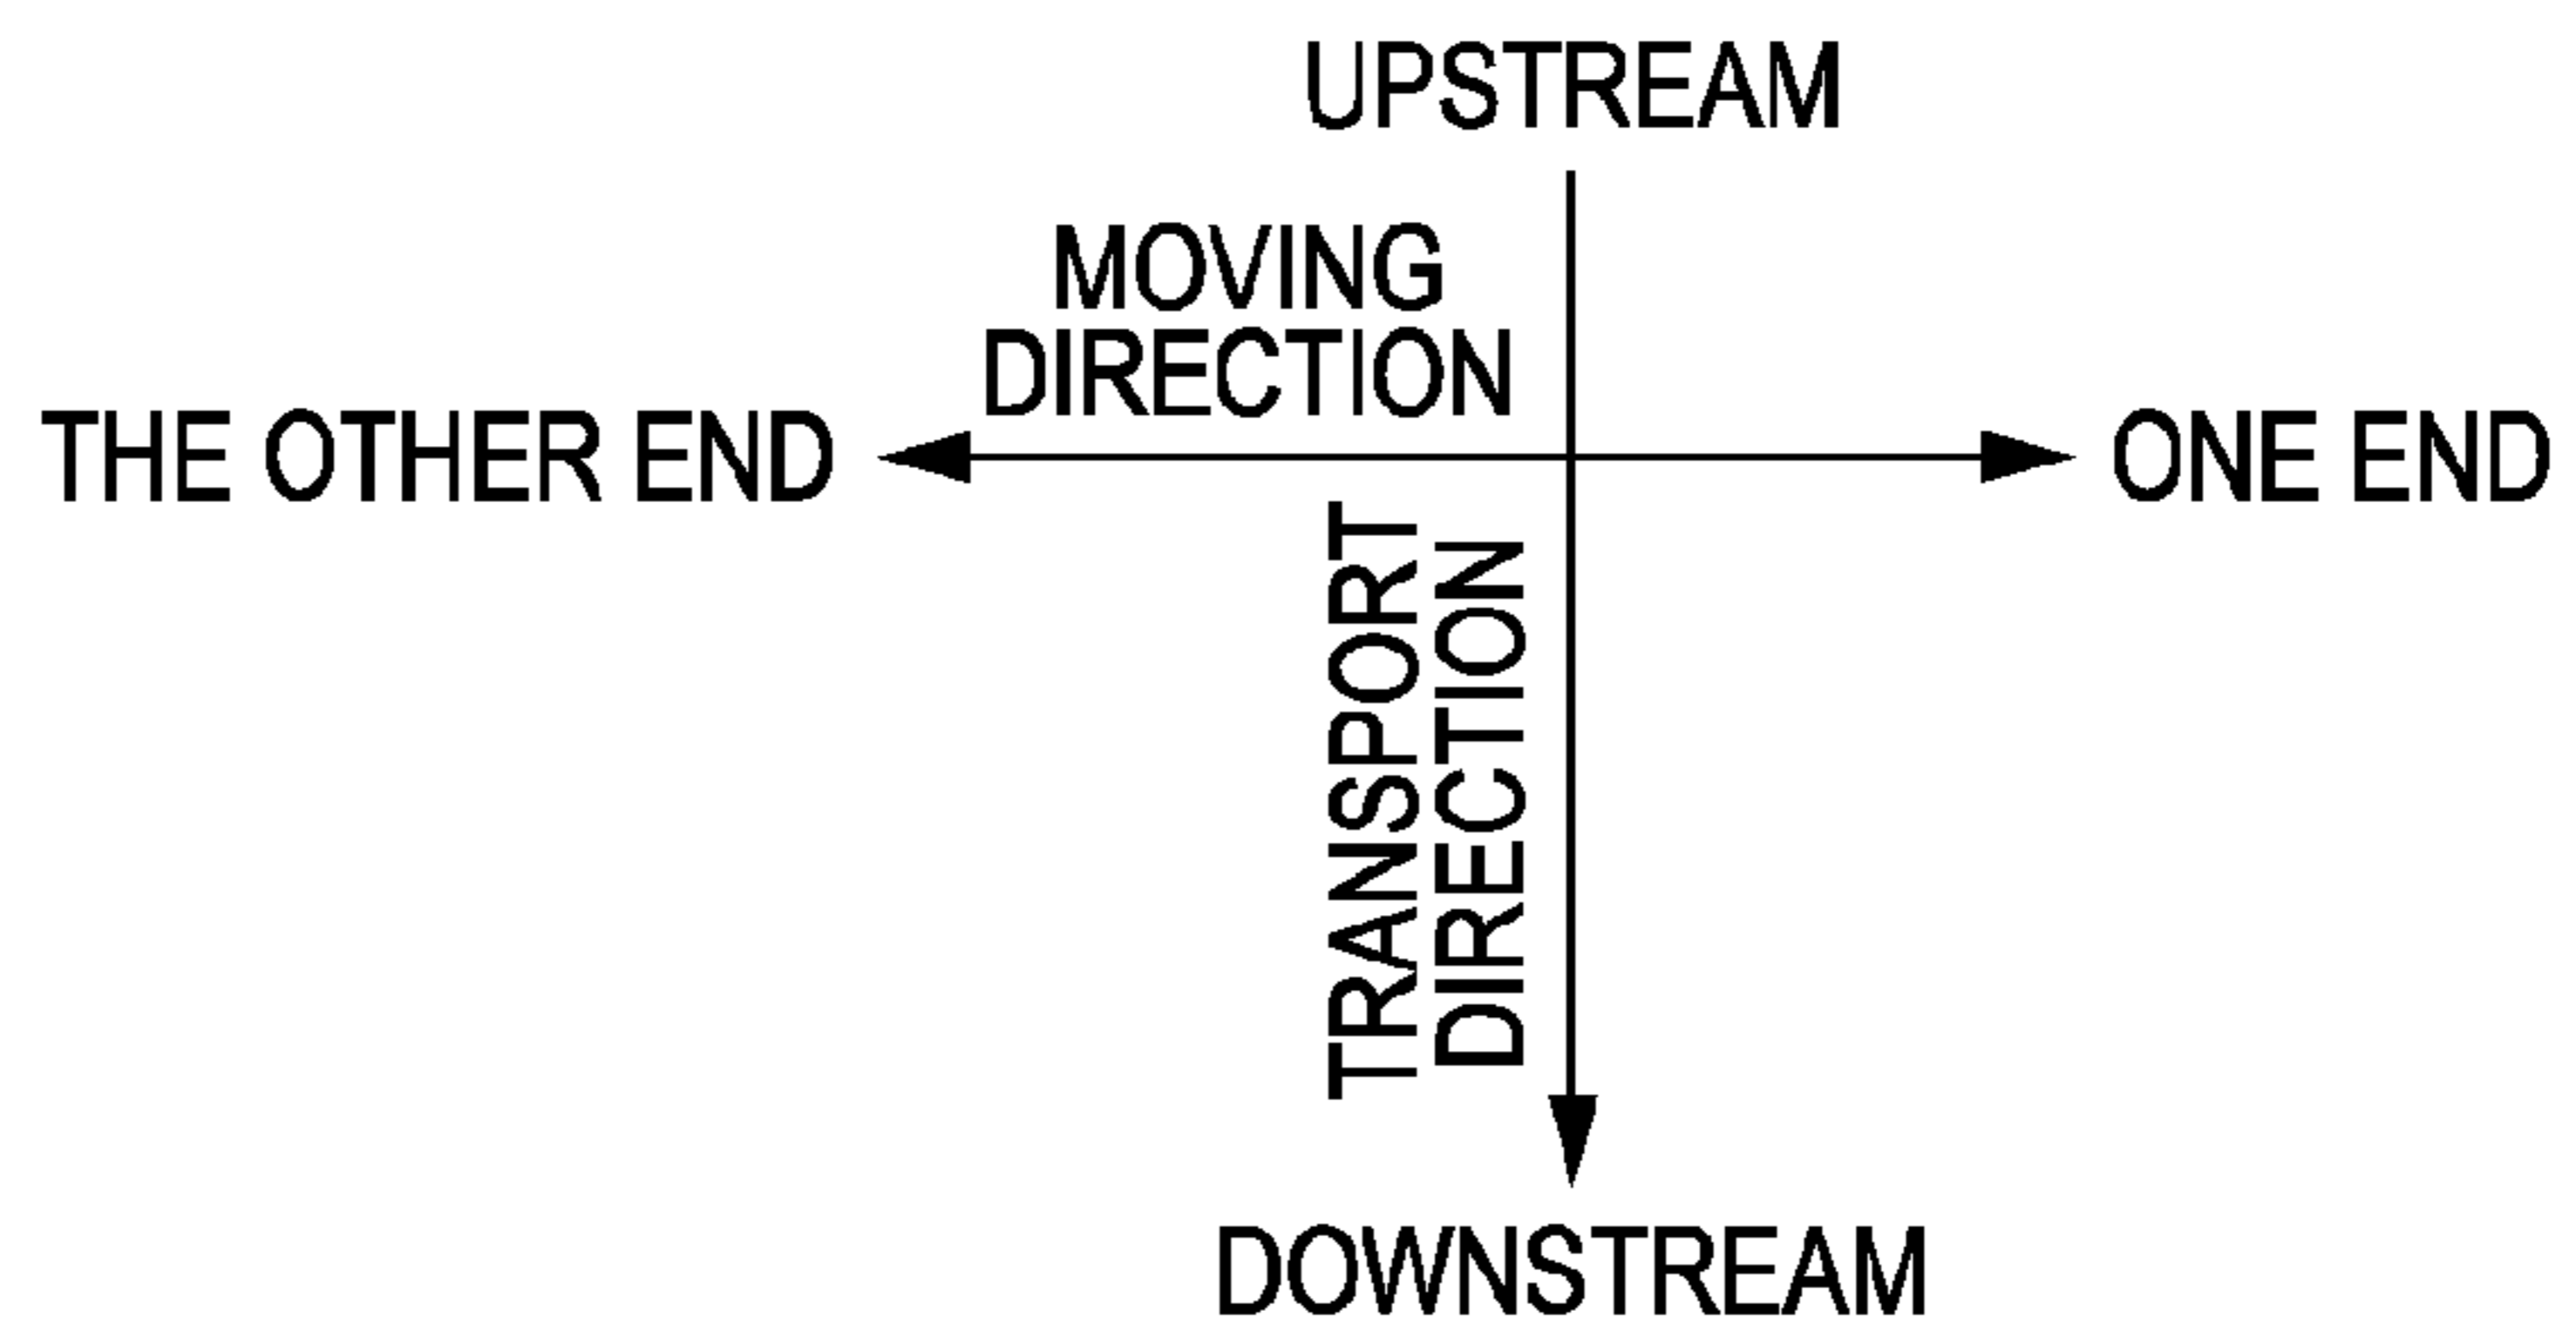 UPSTREAM
MOVING
DIRECTION
THE OTHER END
ONE END
TRANSPORT
DIRECTION
DOWNSTREAM